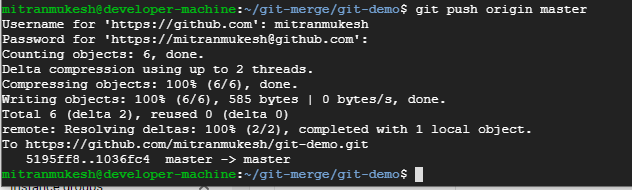 mitranmukesh@developer-machine:~/git-merge/git-demo$ git push origin master
Username for 'https://github.com': mitranmukesh
Password for 'https://mitranmukesh@github.com':
Counting objects: 6, done.
Delta compression using up to 2 threads.
Compressing objects: 100% (6/6), done.
Writing objects: 100% (6/6), 585 bytes | 0 bytes/s, done.
Total 6 (delta 2), reused 0 (delta 0)
remote: Resolving deltas: 100% (2/2), completed with 1 local object.
To https://github.com/mitranmukesh/git-demo.git
   5195ff8..1036fc4  master -> master
mitranmukesh@developer-machine:~/git-merge/git-demo$